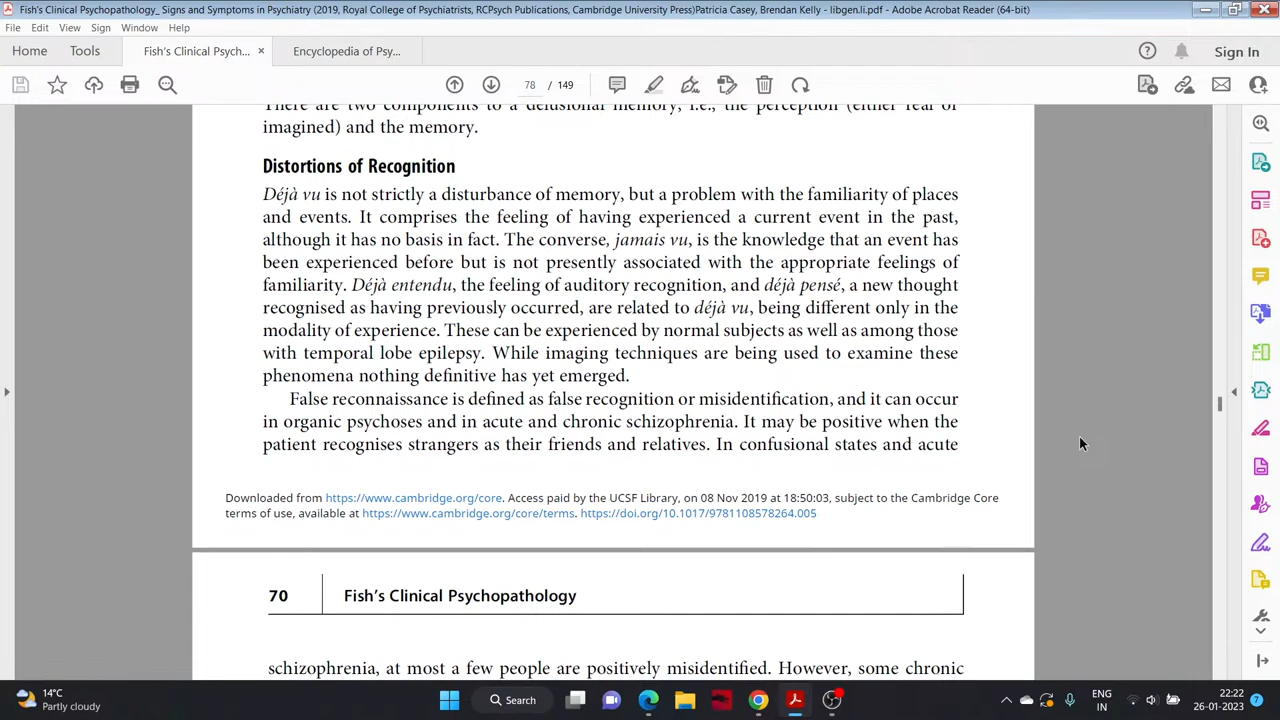 Fish's Clinical Psychopathology_ Signs and Symptoms in Psychiatry (2019, Royal College of Psychiatrists, RCPsych Publications, Cambridge University Press)Patricia Casey, Brendan Kelly - libgen.li.pdf - Adobe Acrobat Reader (64-bit)
File Edit View Sign Window Help
Home Tools Fish's Clinical Psych... × Encyclopedia of Psy... Sign In
78 / 149
There are two components to a delusional memory, i.e., the perception (either real or
imagined) and the memory.
Distortions of Recognition
Déjà vu is not strictly a disturbance of memory, but a problem with the familiarity of places
and events. It comprises the feeling of having experienced a current event in the past,
although it has no basis in fact. The converse, jamais vu, is the knowledge that an event has
been experienced before but is not presently associated with the appropriate feelings of
familiarity. Déjà entendu, the feeling of auditory recognition, and déjà pensé, a new thought
recognised as having previously occurred, are related to déjà vu, being different only in the
modality of experience. These can be experienced by normal subjects as well as among those
with temporal lobe epilepsy. While imaging techniques are being used to examine these
phenomena nothing definitive has yet emerged.
False reconnaissance is defined as false recognition or misidentification, and it can occur
in organic psychoses and in acute and chronic schizophrenia. It may be positive when the
patient recognises strangers as their friends and relatives. In confusional states and acute
Downloaded from https://www.cambridge.org/core. Access paid by the UCSF Library, on 08 Nov 2019 at 18:50:03, subject to the Cambridge Core
terms of use, available at https://www.cambridge.org/core/terms. https://doi.org/10.1017/9781108578264.005
70 Fish's Clinical Psychopathology
schizophrenia, at most a few people are positively misidentified. However, some chronic
14°C
Partly cloudy
Search
ENG
IN
22:22
26-01-2023